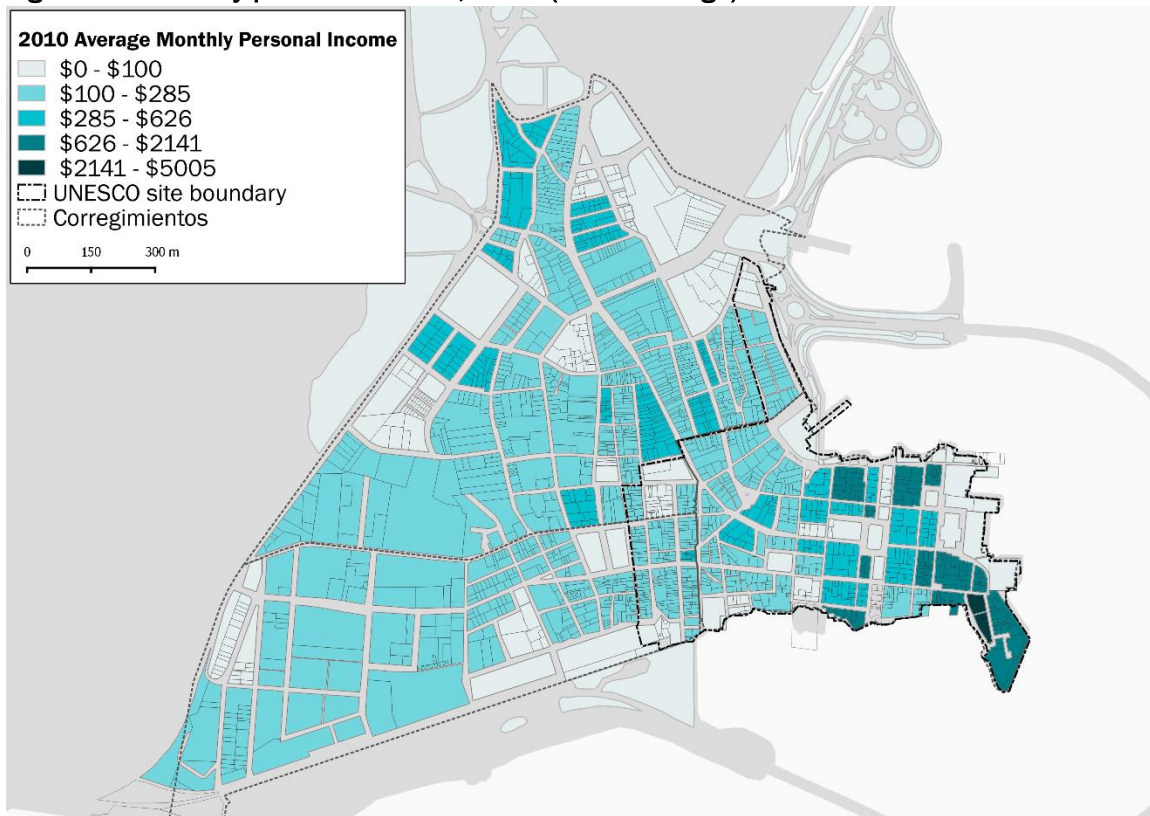 2010 Average Monthly Personal Income
$0 - $100
$100 - $285
$285 - $626
$626 - $2141
$2141 - $5005
UNESCO site boundary
Corregimientos
0 150 300 m